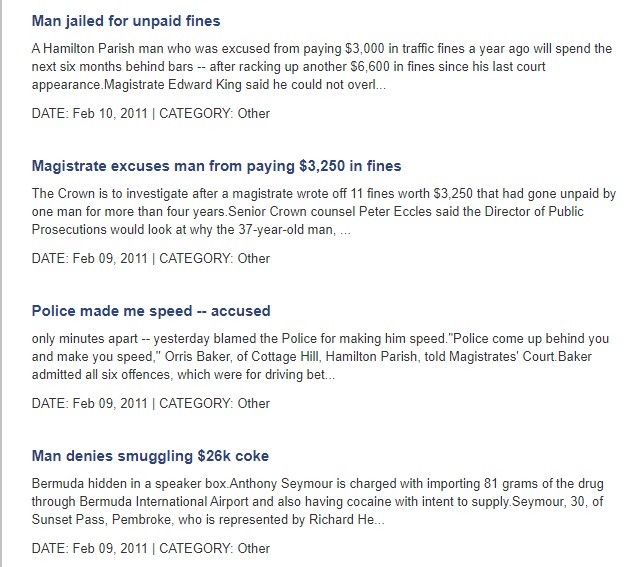 Man jailed for unpaid fines
A Hamilton Parish man who was excused from paying $3,000 in traffic fines a year ago will spend the
next six months behind bars -- after racking up another $6,600 in fines since his last court
appearance.Magistrate Edward King said he could not overl...
DATE: Feb 10, 2011 | CATEGORY: Other
Magistrate excuses man from paying $3,250 in fines
The Crown is to investigate after a magistrate wrote off 11 fines worth $3,250 that had gone unpaid by
one man for more than four years.Senior Crown counsel Peter Eccles said the Director of Public
Prosecutions would look at why the 37-year-old man, ...
DATE: Feb 09, 2011 | CATEGORY: Other
Police made me speed -- accused
only minutes apart -- yesterday blamed the Police for making him speed."Police come up behind you
and make you speed," Orris Baker, of Cottage Hill, Hamilton Parish, told Magistrates' Court.Baker
admitted all six offences, which were for driving bet...
DATE: Feb 09, 2011 | CATEGORY: Other
Man denies smuggling $26k coke
Bermuda hidden in a speaker box.Anthony Seymour is charged with importing 81 grams of the drug
through Bermuda International Airport and also having cocaine with intent to supply.Seymour, 30, of
Sunset Pass, Pembroke, who is represented by Richard He...
DATE: Feb 09, 2011 | CATEGORY: Other